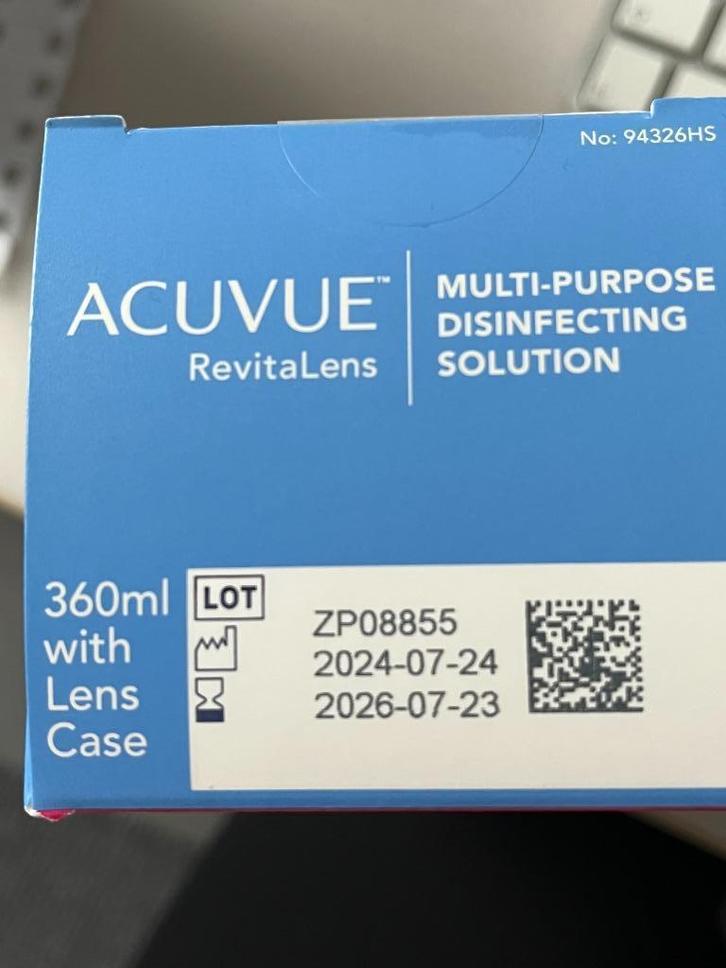 No: 94326HS
ACUVUE™
RevitaLens
MULTI-PURPOSE
DISINFECTING
SOLUTION
360ml
with
Lens
Case
LOT
ZP08855
2024-07-24
2026-07-23